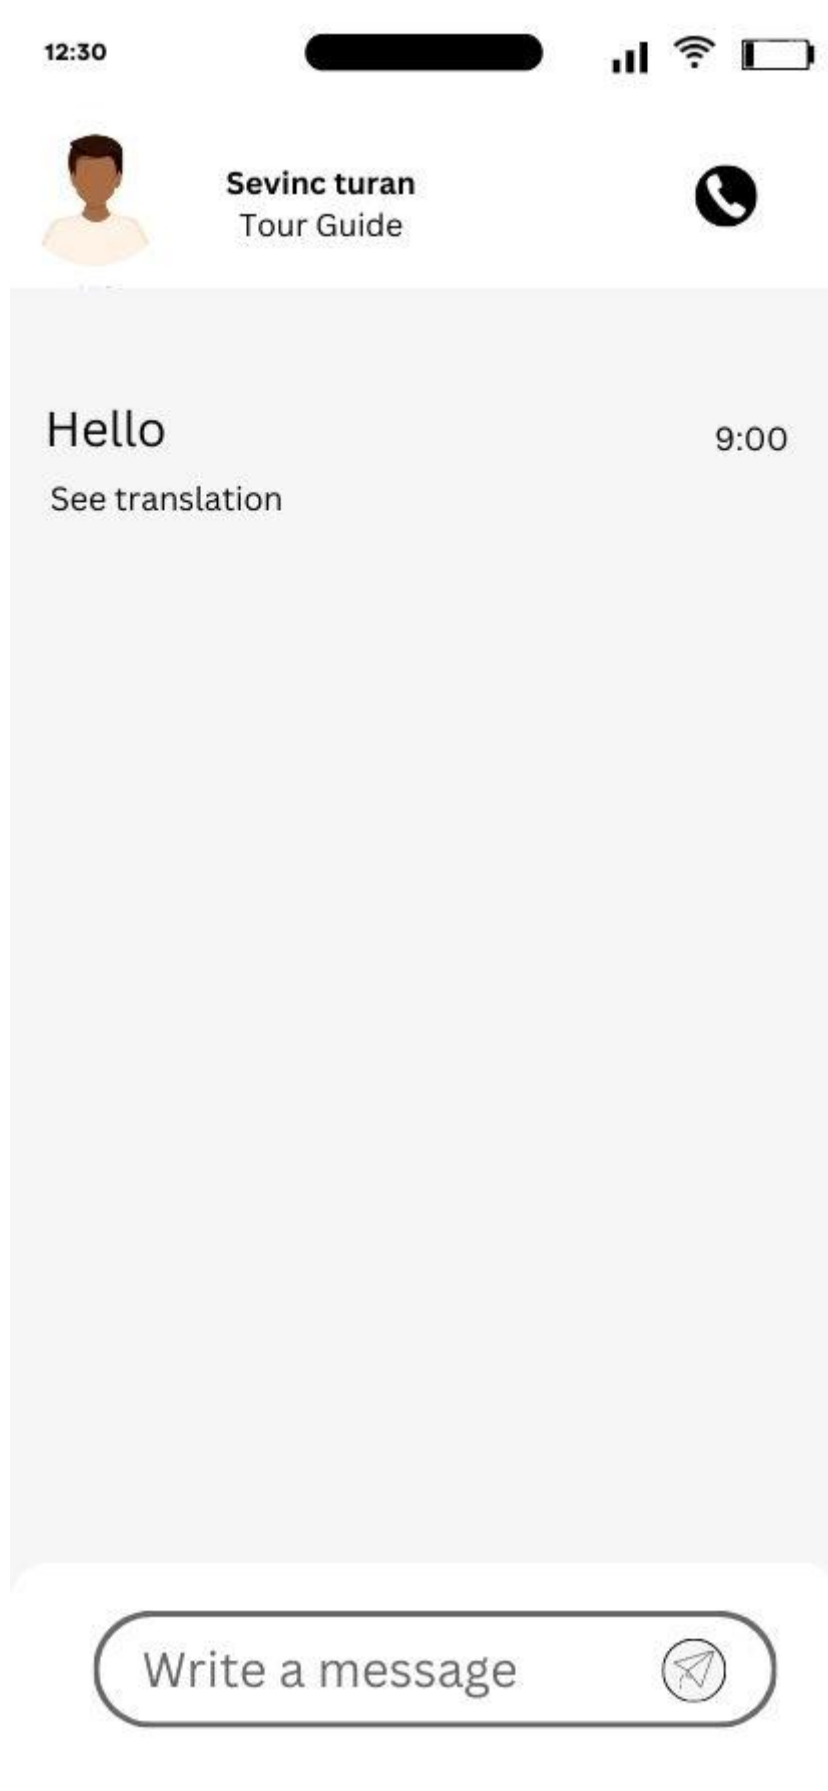 12:30
Sevinc turan
Tour Guide
Hello
9:00
See translation
Write a message